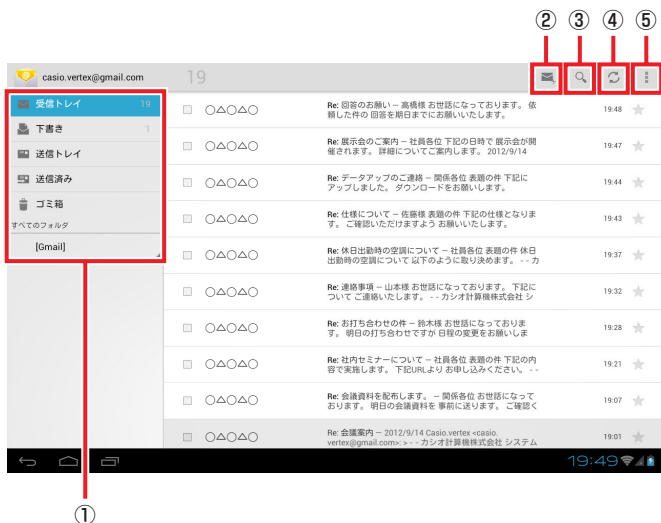 ② ③ ④ ⑤
casio.vertex@gmail.com
19
受信トレイ 19
下書き 1
送信トレイ
送信済み
ゴミ箱
すべてのフォルダ
[Gmail]
○△○△○
Re: 回答のお願い – 高橋様 お世話になっております。 依
頼した件の 回答を期日までにお願いいたします。
19:48
○△○△○
Re: 展示会のご案内 – 社員各位 下記の日時で 展示会が開
催されます。 詳細についてご案内します。 2012/9/14
19:47
○△○△○
Re: データアップのご連絡 – 関係各位 表題の件 下記に
アップしました。 ダウンロードをお願いします。
19:44
○△○△○
Re: 仕様について – 佐藤様 表題の件 下記の仕様となりま
す。 ご確認いただけますよう お願いいたします。
19:43
○△○△○
Re: 休日出勤時の空調について – 社員各位 表題の件 休日
出勤時の空調について 以下のように取り決めます。 - - カ
19:37
○△○△○
Re: 連絡事項 – 山本様 お世話になっております。 下記に
ついて ご連絡いたします。 - - カシオ計算機株式会社 シ
19:32
○△○△○
Re: お打ち合わせの件 – 鈴木様 お世話になっておりま
す。 明日の打ち合わせですが 日程の変更をお願いしま
19:28
○△○△○
Re: 社内セミナーについて – 社員各位 表題の件 下記の内
容で実施します。 下記URLより お申し込みください。 - -
19:21
○△○△○
Re: 会議資料を配布します。 – 関係各位 お世話になって
おります。 明日の会議資料を 事前に送ります。 ご確認く
19:07
○△○△○
Re: 会議案内 – 2012/9/14 Casio.vertex <casio.
vertex@gmail.com>: > - - カシオ計算機株式会社 システム
19:01
19:49
①